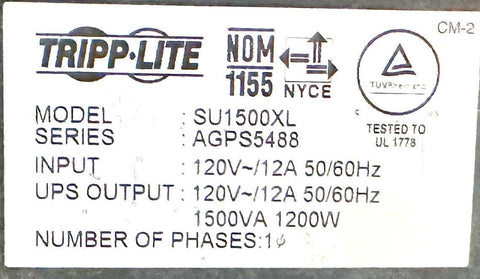 CM-2
TRIPP·LITE
NOM
1155
NYCE
TÜVRheinland
TESTED TO
UL 1778
MODEL : SU1500XL
SERIES : AGPS5488
INPUT : 120V~/12A 50/60Hz
UPS OUTPUT : 120V~/12A 50/60Hz
1500VA 1200W
NUMBER OF PHASES:1ϕ